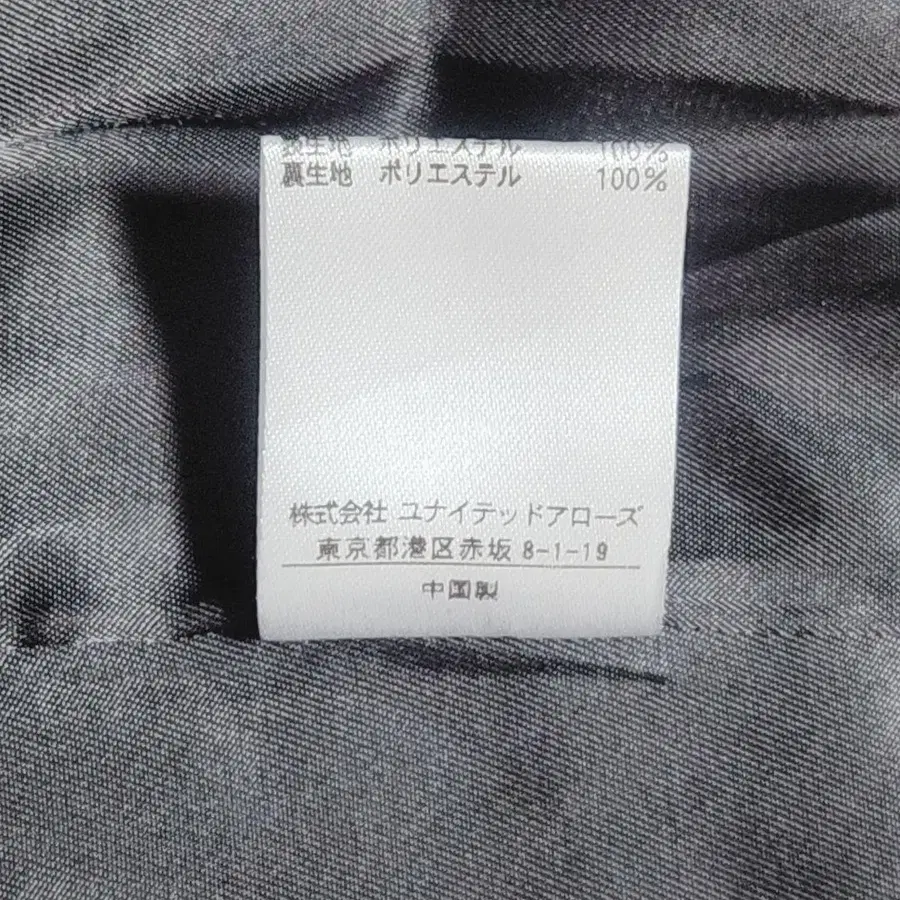 表生地 ポリエステル 100%
裏生地 ポリエステル 100%
株式会社 ユナイテッドアローズ
東京都港区赤坂 8-1-19
中国製